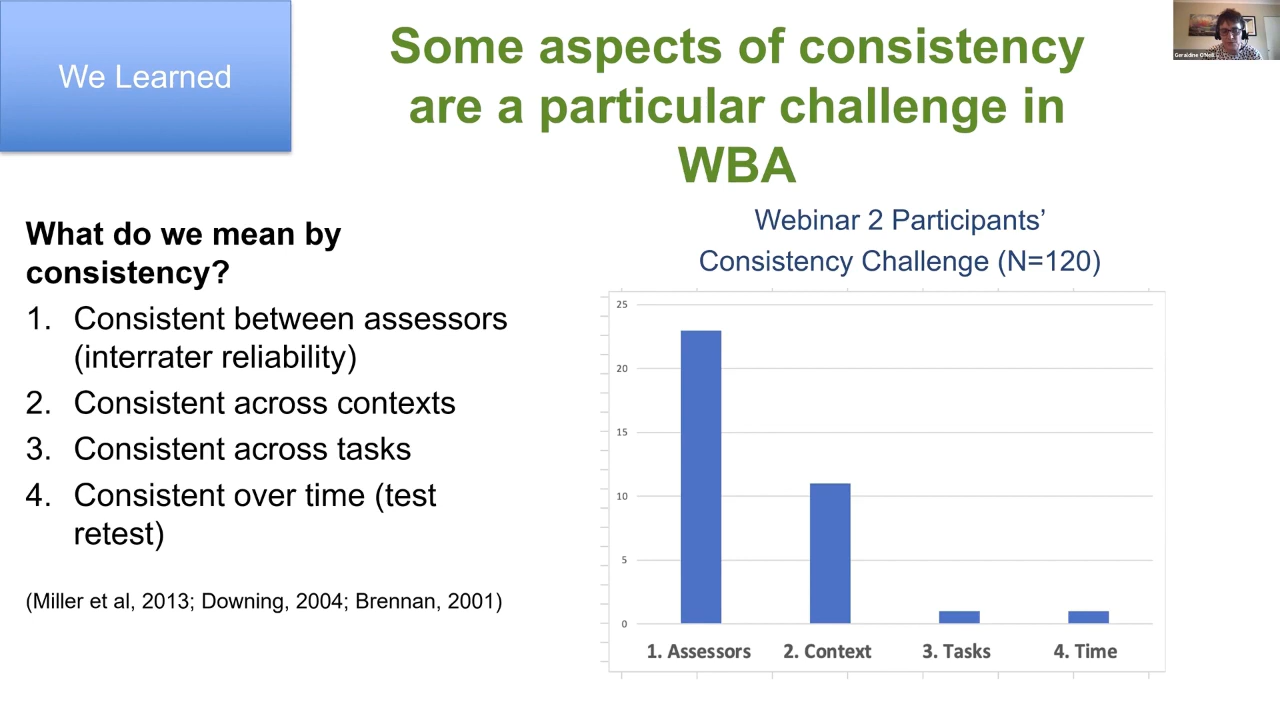 We Learned
Some aspects of consistency
are a particular challenge in
WBA
What do we mean by
consistency?
1. Consistent between assessors
(interrater reliability)
2. Consistent across contexts
3. Consistent across tasks
4. Consistent over time (test
retest)
(Miller et al, 2013; Downing, 2004; Brennan, 2001)
Webinar 2 Participants’
Consistency Challenge (N=120)
25
20
15
10
5
0
1. Assessors
2. Context
3. Tasks
4. Time
Geraldine